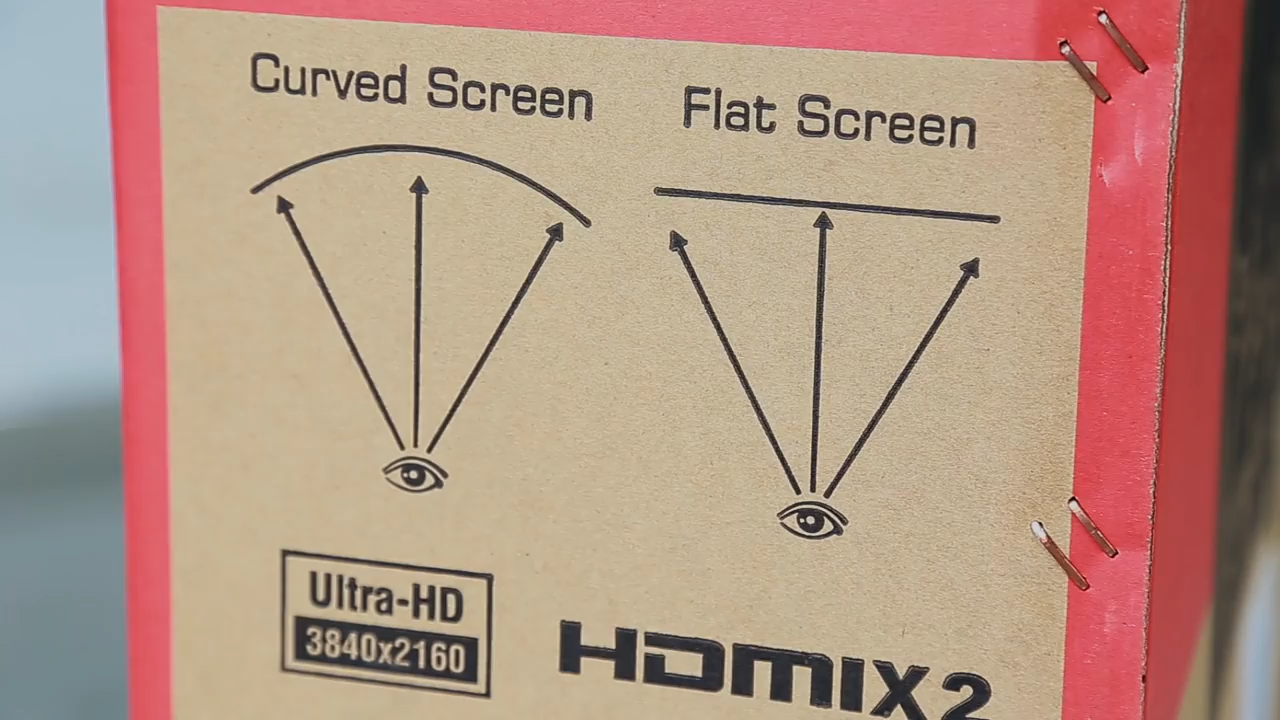 Curved Screen
Flat Screen
Ultra-HD
3840x2160
HDMIX2